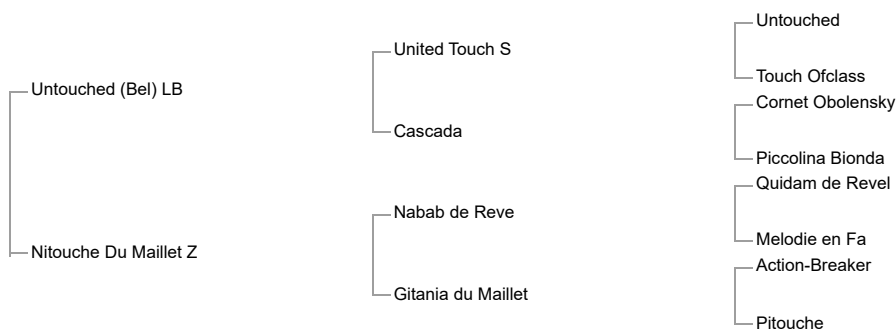 Untouched (Bel) LB
Nitouche Du Maillet Z
United Touch S
Cascada
Nabab de Reve
Gitania du Maillet
Untouched
Touch Ofclass
Cornet Obolensky
Piccolina Bionda
Quidam de Revel
Melodie en Fa
Action-Breaker
Pitouche